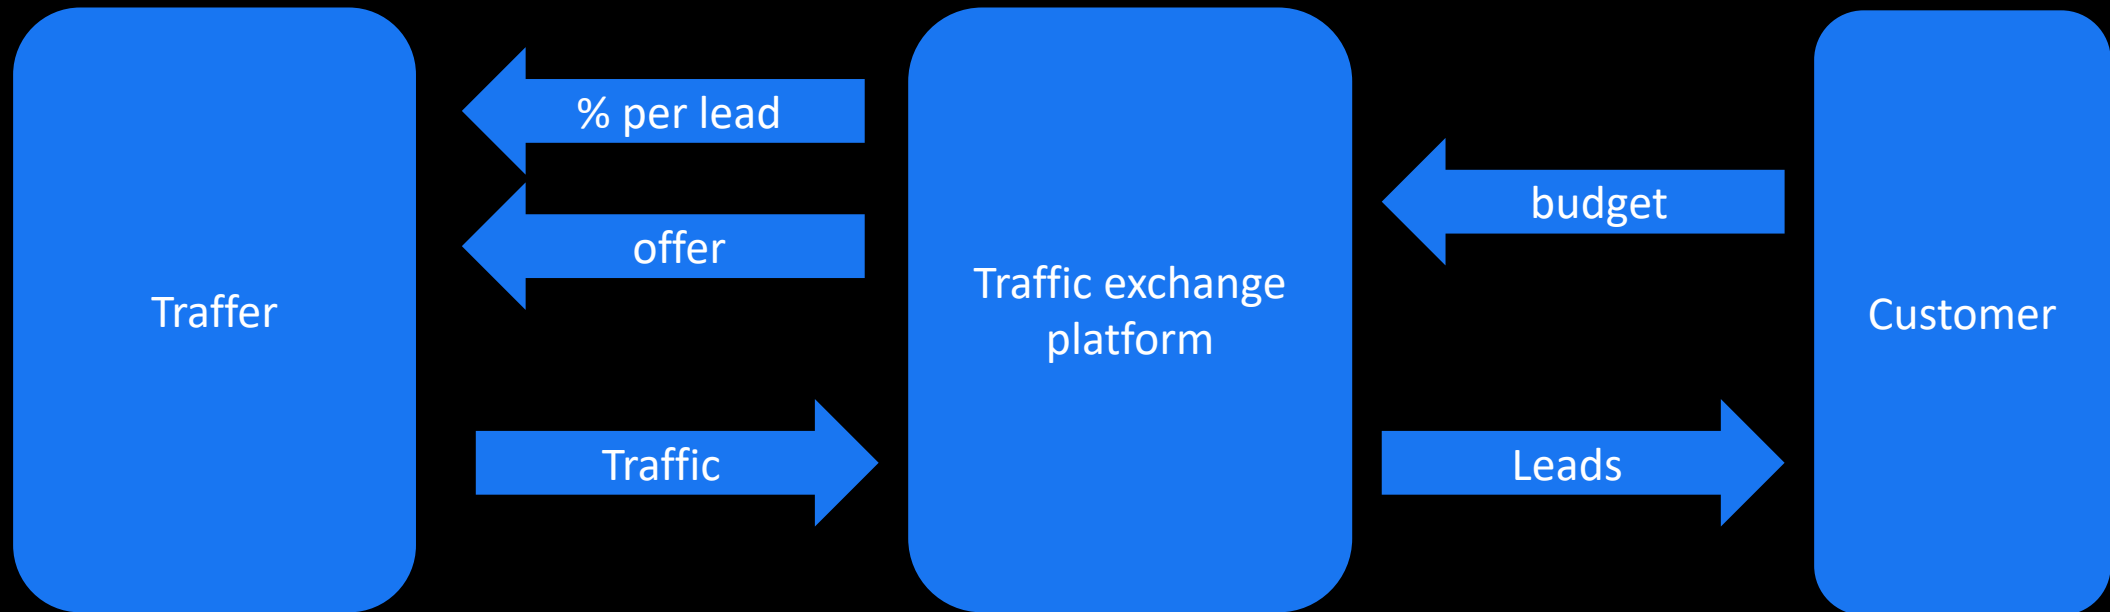 Traffer
% per lead
offer
Traffic
Traffic exchange
platform
budget
Leads
Customer